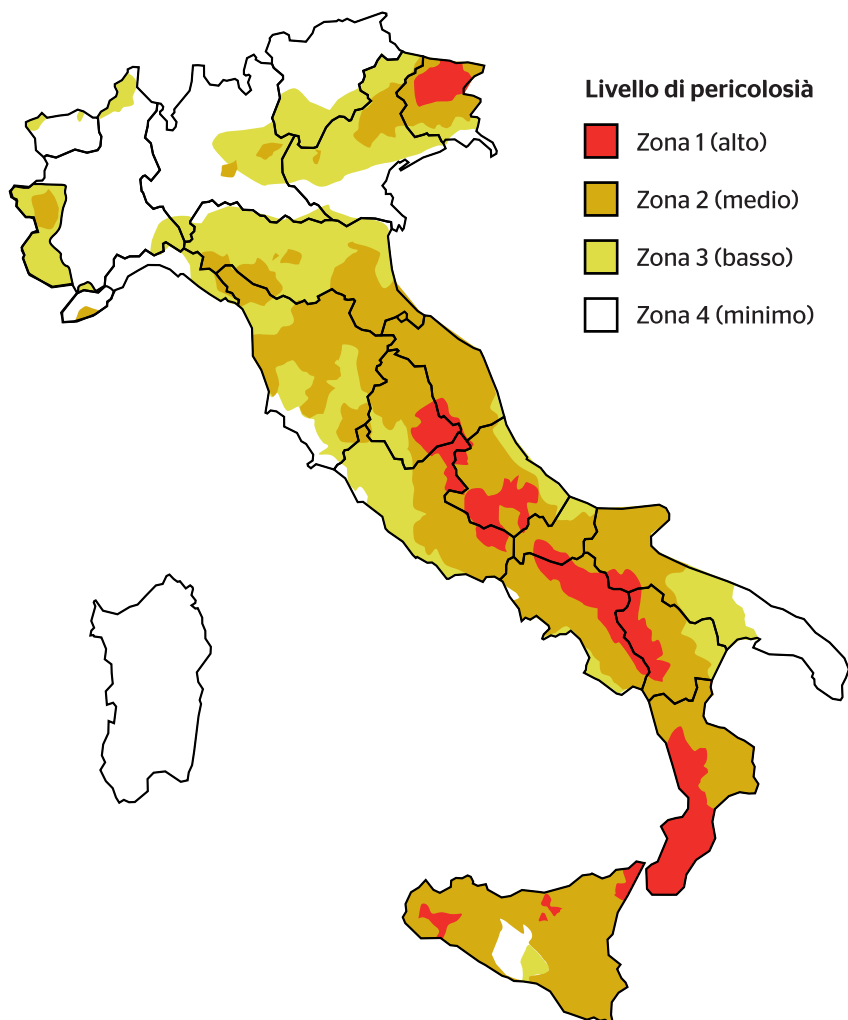 Livello di pericolosià
Zona 1 (alto)
Zona 2 (medio)
Zona 3 (basso)
Zona 4 (minimo)